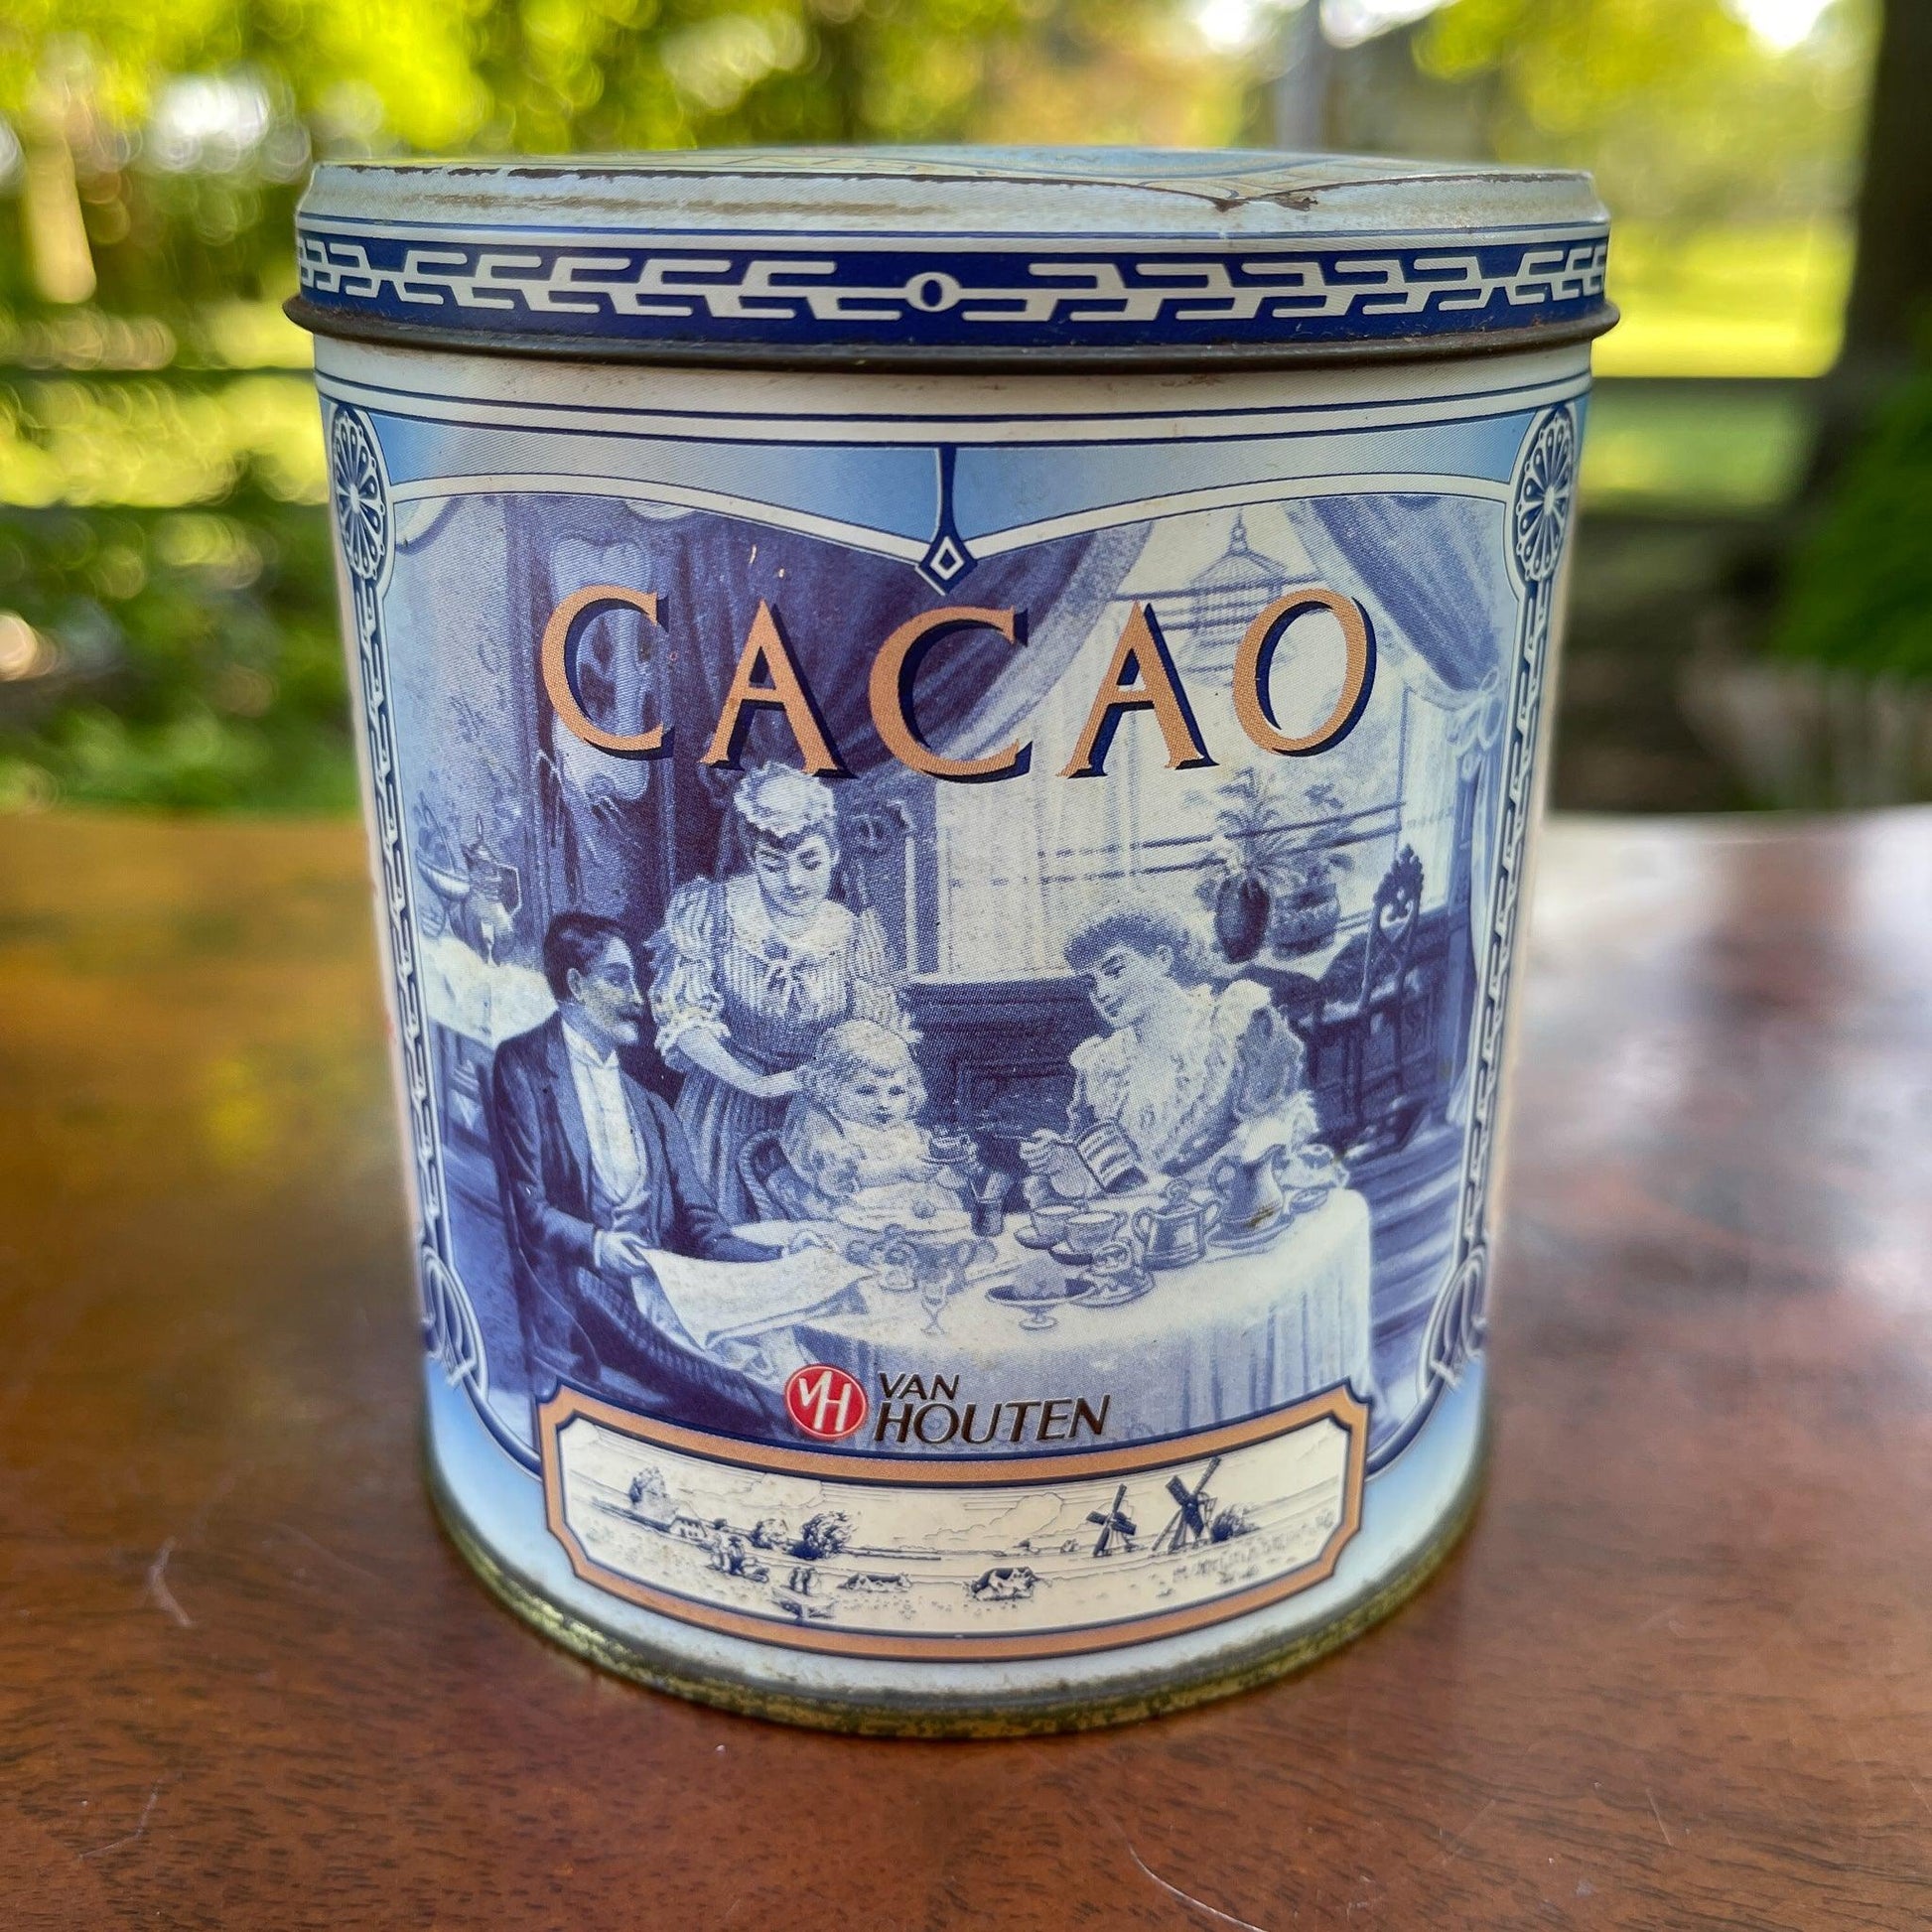 CACAO
VH
VAN
HOUTEN